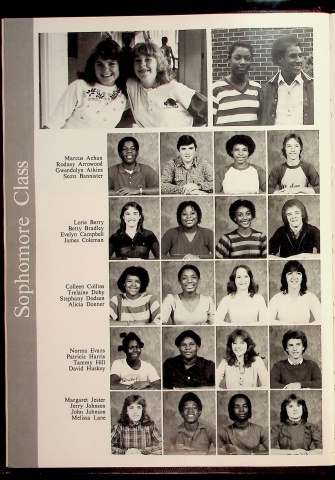 Sophomore Class
Marcus Achan
Rodney Arrowood
Gwendolyn Atkins
Scott Bannister
Lorie Berry
Betty Bradley
Evelyn Campbell
James Coleman
Colleen Collins
Trelaine Doby
Stephany Dodson
Alicia Donner
Norma Evans
Patricia Harris
Tammy Hill
David Huskey
Margaret Jester
Jerry Johnson
John Johnson
Melissa Lane